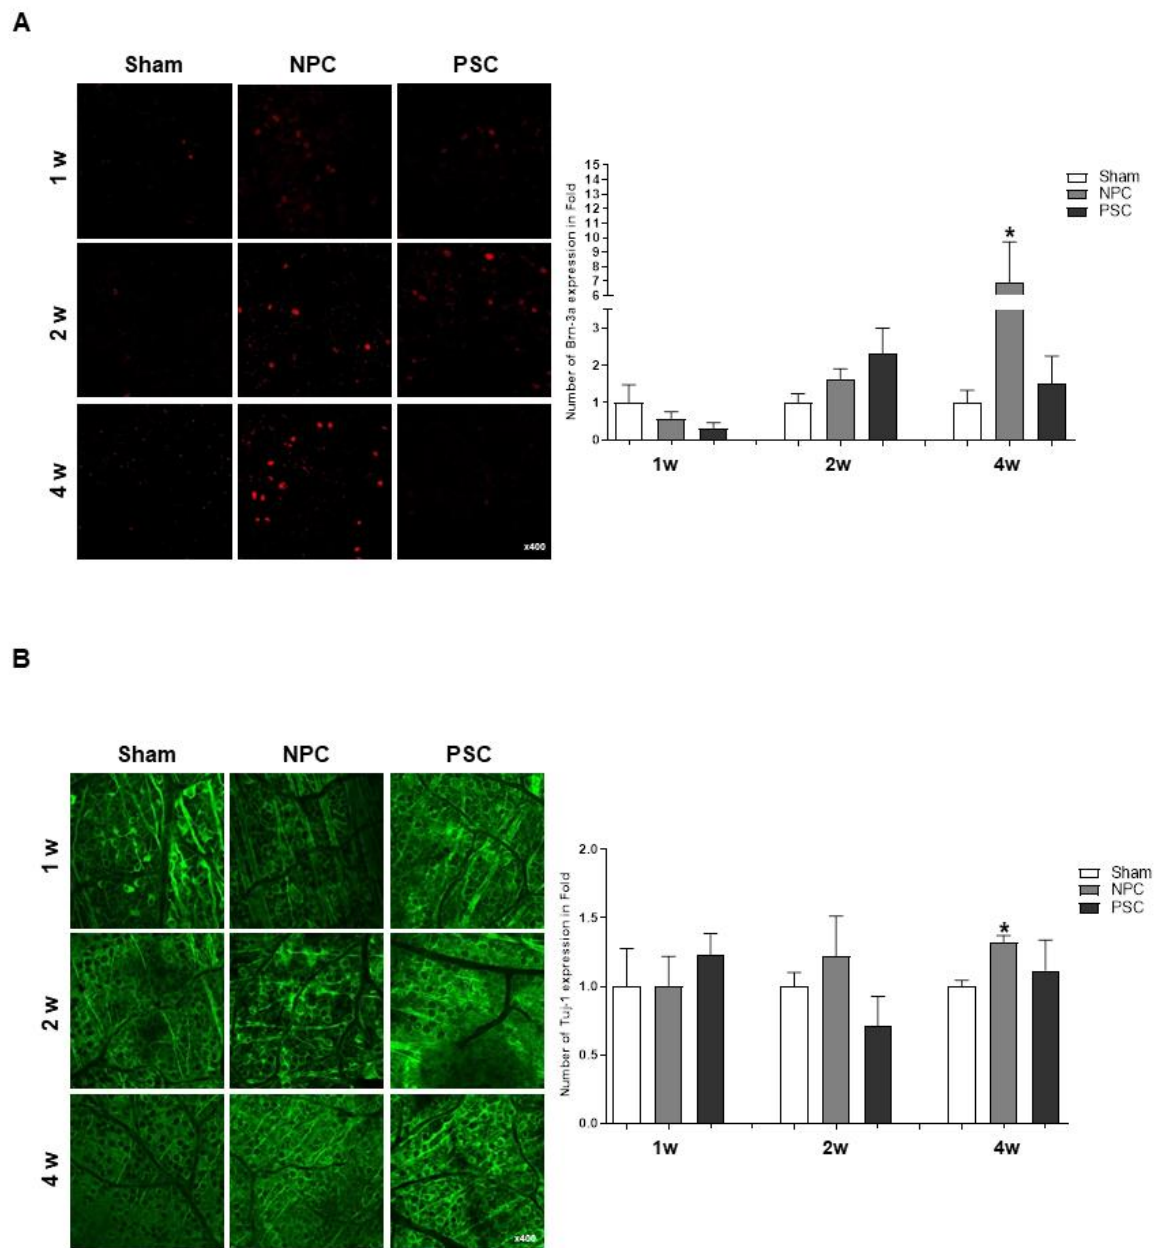 A
Sham NPC PSC
1 w
2 w
4 w
x400
Number of Brn-3a expression in Fold
15
14
13
12
11
10
9
8
7
6
3
2
1
0
1w 2w 4w
*
Sham
NPC
PSC
B
Sham NPC PSC
1 w
2 w
4 w
x400
Number of Tuj-1 expression in Fold
2.0
1.5
1.0
0.5
0.0
1w 2w 4w
*
Sham
NPC
PSC